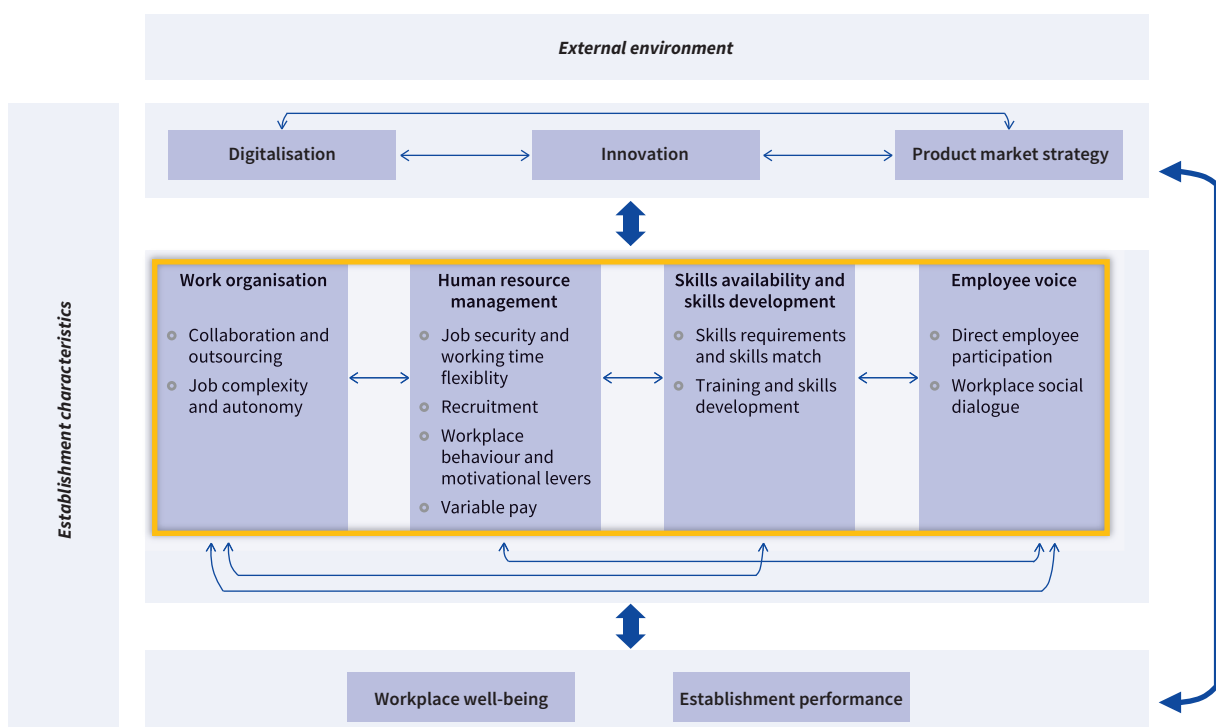 External environment
Establishment characteristics
Digitalisation
Innovation
Product market strategy
Work organisation
Collaboration and
outsourcing
Job complexity
and autonomy
Human resource
management
Job security and
working time
flexiblity
Recruitment
Workplace
behaviour and
motivational levers
Variable pay
Skills availability and
skills development
Skills requirements
and skills match
Training and skills
development
Employee voice
Direct employee
participation
Workplace social
dialogue
Workplace well-being
Establishment performance